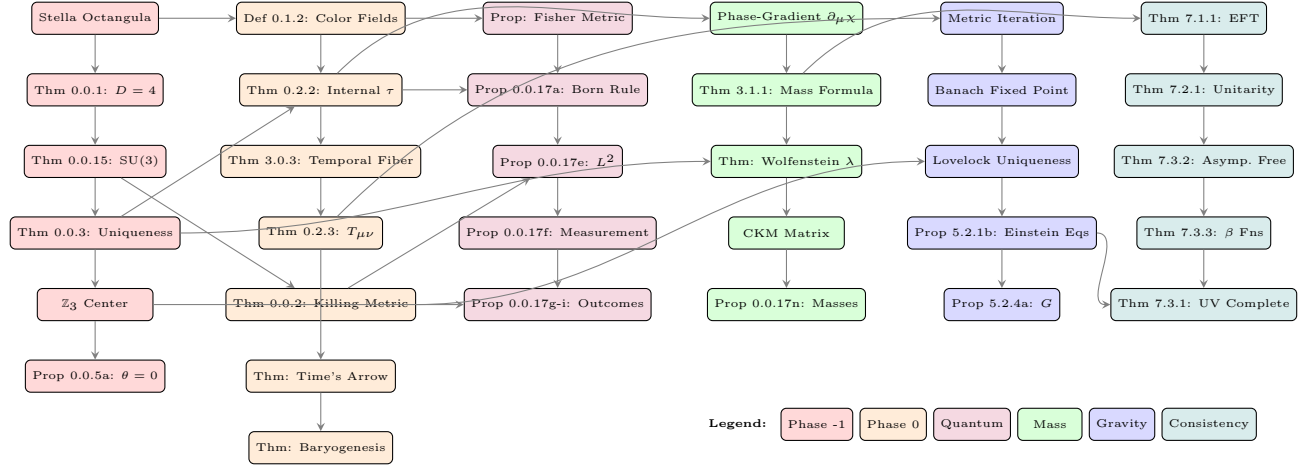 Stella Octangula
Def 0.1.2: Color Fields
Prop: Fisher Metric
Phase-Gradient ∂μχ
Metric Iteration
Thm 7.1.1: EFT
Thm 0.0.1: D = 4
Thm 0.2.2: Internal τ
Prop 0.0.17a: Born Rule
Thm 3.1.1: Mass Formula
Banach Fixed Point
Thm 7.2.1: Unitarity
Thm 0.0.15: SU(3)
Thm 3.0.3: Temporal Fiber
Prop 0.0.17e: L²
Thm: Wolfenstein λ
Lovelock Uniqueness
Thm 7.3.2: Asymp. Free
Thm 0.0.3: Uniqueness
Thm 0.2.3: Tμν
Prop 0.0.17f: Measurement
CKM Matrix
Prop 5.2.1b: Einstein Eqs
Thm 7.3.3: β Fns
ℤ₃ Center
Thm 0.0.2: Killing Metric
Prop 0.0.17g-i: Outcomes
Prop 0.0.17n: Masses
Prop 5.2.4a: G
Thm 7.3.1: UV Complete
Prop 0.0.5a: θ = 0
Thm: Time's Arrow
Thm: Baryogenesis
Legend:
Phase -1
Phase 0
Quantum
Mass
Gravity
Consistency